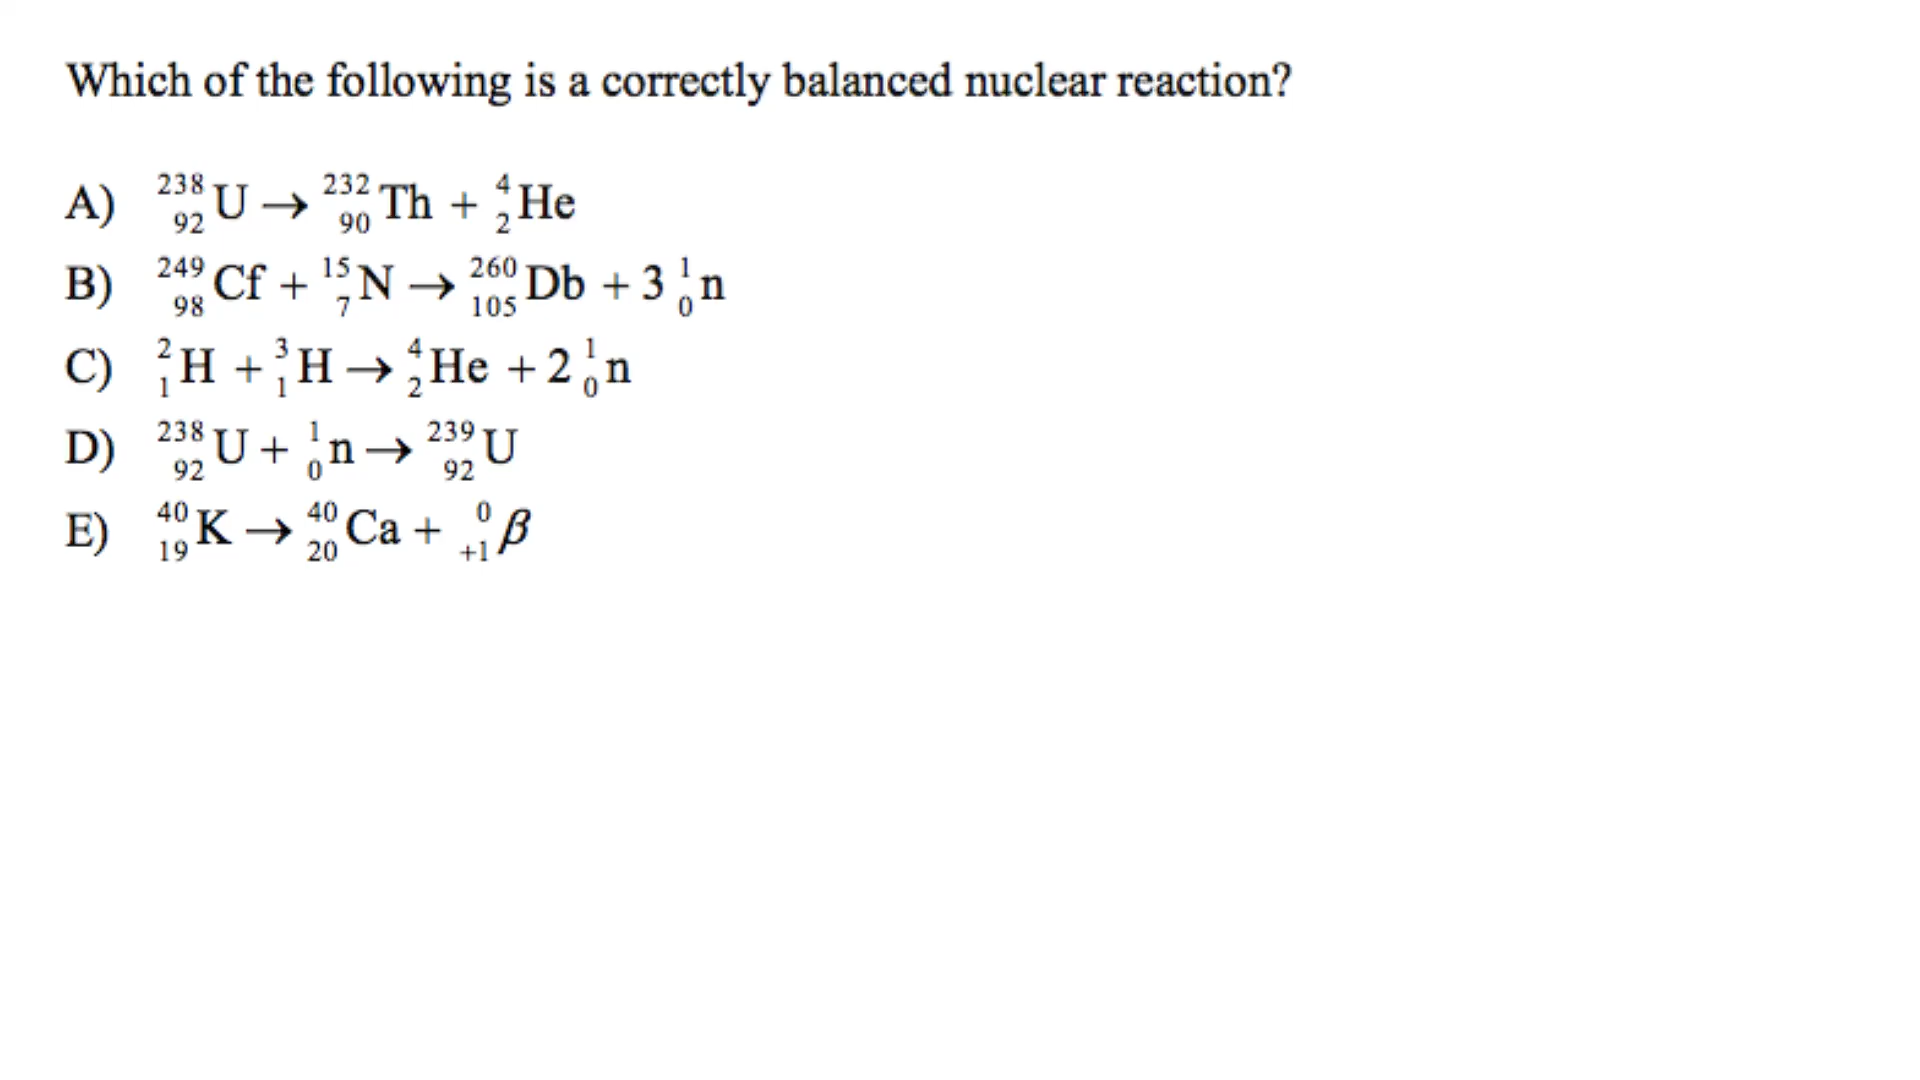 Which of the following is a correctly balanced nuclear reaction?
A) ²³⁸₉₂U → ²³²₉₀Th + ⁴₂He
B) ²⁴⁹₉₈Cf + ¹⁵₇N → ²⁶⁰₁₀₅Db + 3 ¹₀n
C) ²₁H + ³₁H → ⁴₂He + 2 ¹₀n
D) ²³⁸₉₂U + ¹₀n → ²³⁹₉₂U
E) ⁴⁰₁₉K → ⁴⁰₂₀Ca + ⁰₊₁β